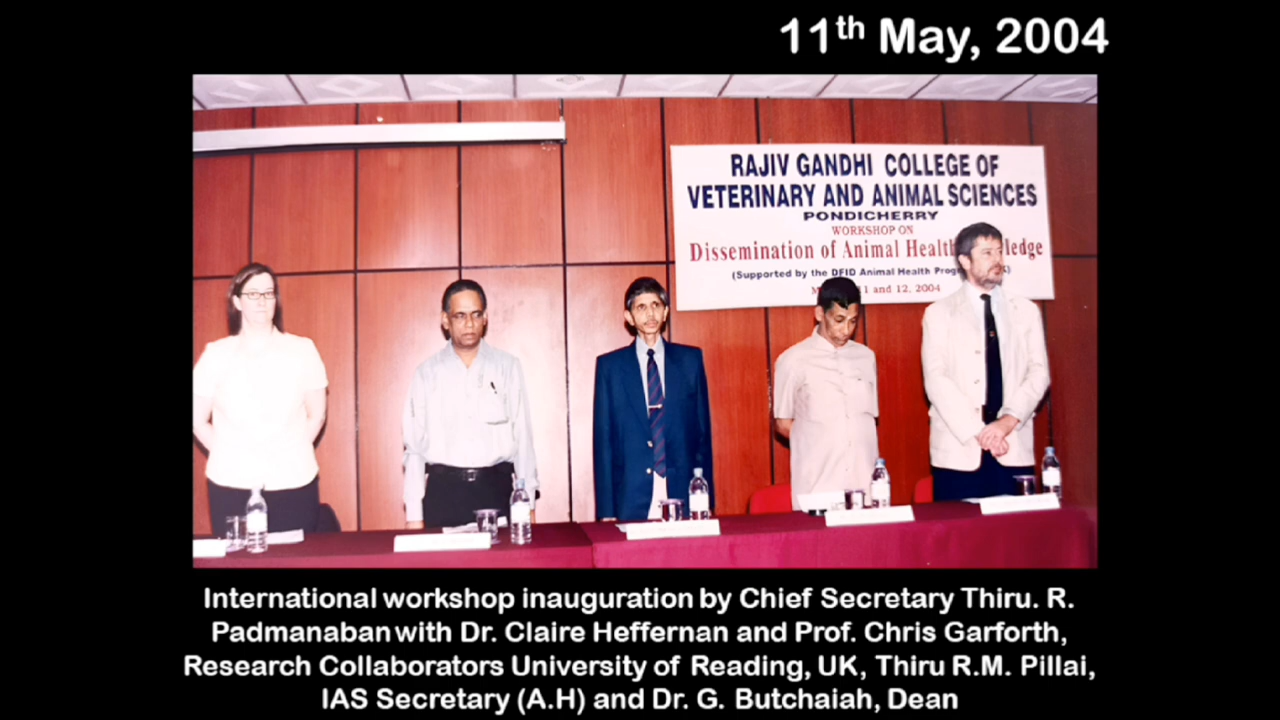 11th May, 2004
RAJIV GANDHI COLLEGE OF
VETERINARY AND ANIMAL SCIENCES
PONDICHERRY
WORKSHOP ON
Dissemination of Animal Health ledge
(Supported by the DFID Animal Health
11 and 12, 2004
International workshop inauguration by Chief Secretary Thiru. R.
Padmanaban with Dr. Claire Heffernan and Prof. Chris Garforth,
Research Collaborators University of Reading, UK, Thiru R.M. Pillai,
IAS Secretary (A.H) and Dr. G. Butchaiah, Dean